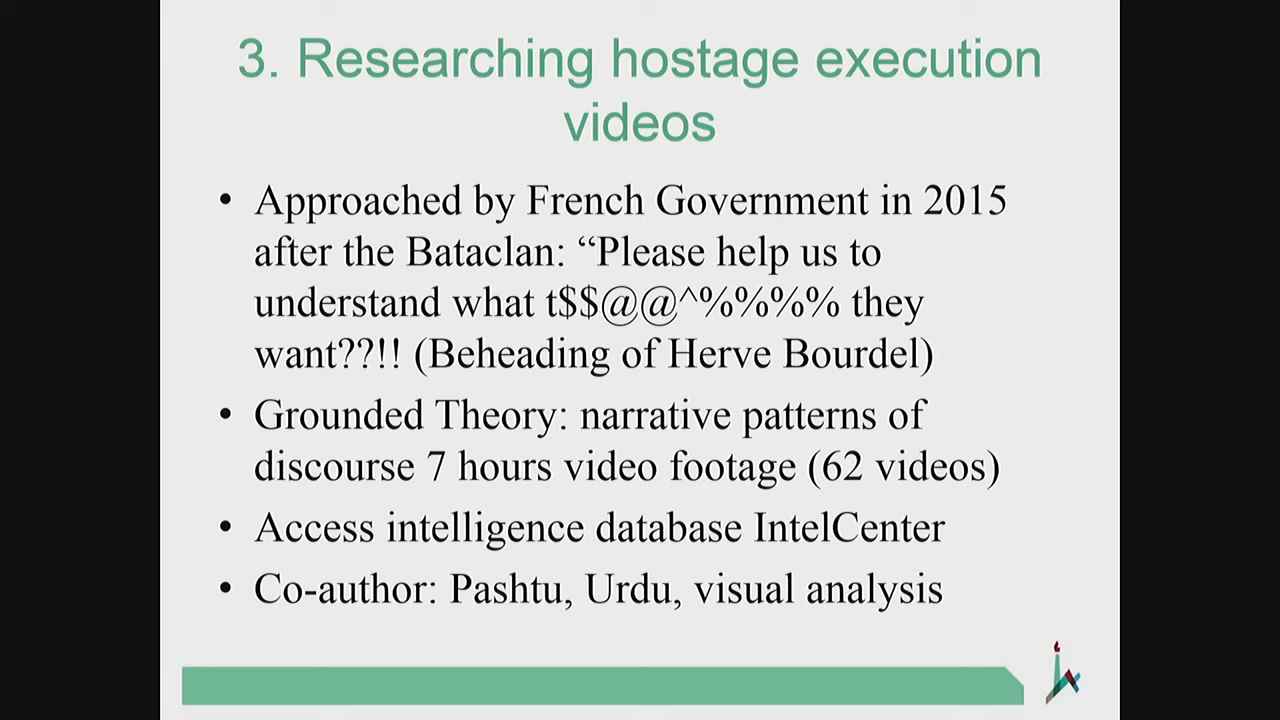 3. Researching hostage execution
videos
• Approached by French Government in 2015
after the Bataclan: “Please help us to
understand what t$$@@^%%%% they
want??!! (Beheading of Herve Bourdel)
• Grounded Theory: narrative patterns of
discourse 7 hours video footage (62 videos)
• Access intelligence database IntelCenter
• Co-author: Pashtu, Urdu, visual analysis